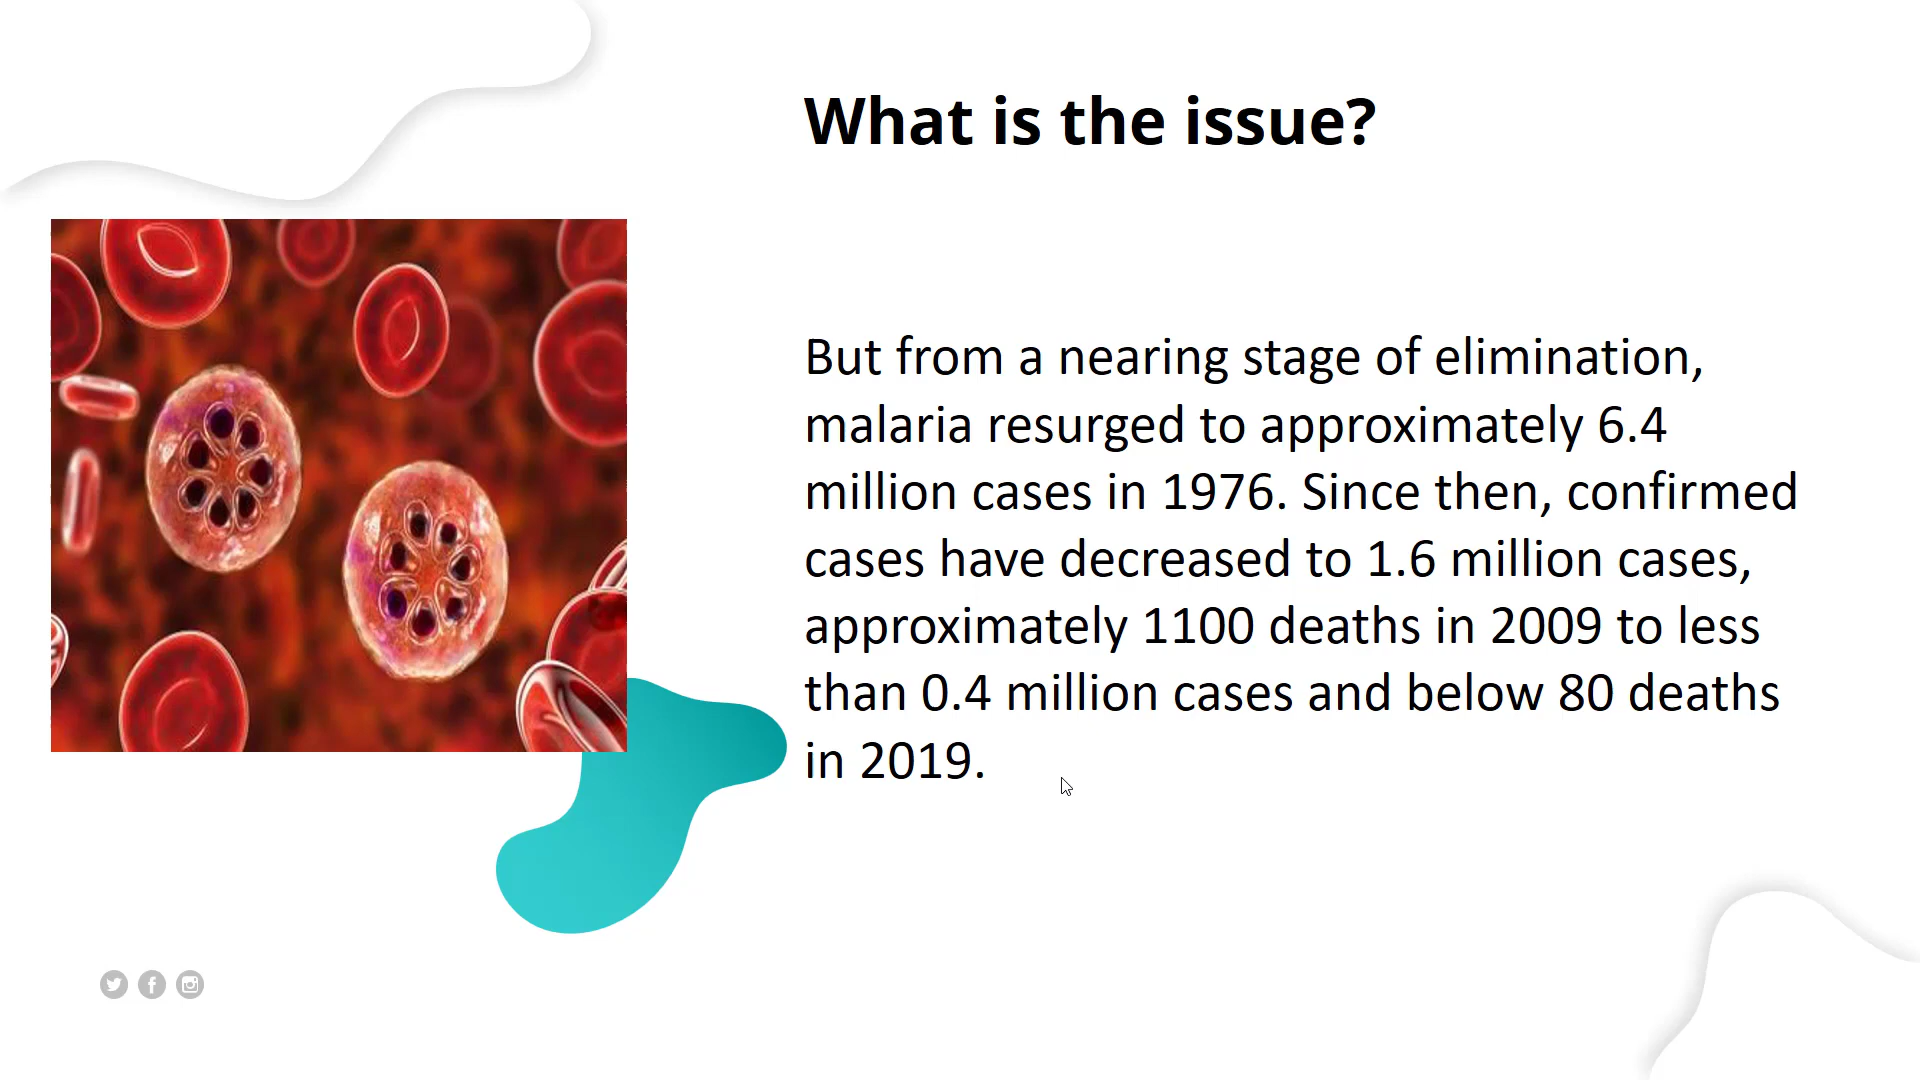 What is the issue?
But from a nearing stage of elimination,
malaria resurged to approximately 6.4
million cases in 1976. Since then, confirmed
cases have decreased to 1.6 million cases,
approximately 1100 deaths in 2009 to less
than 0.4 million cases and below 80 deaths
in 2019.